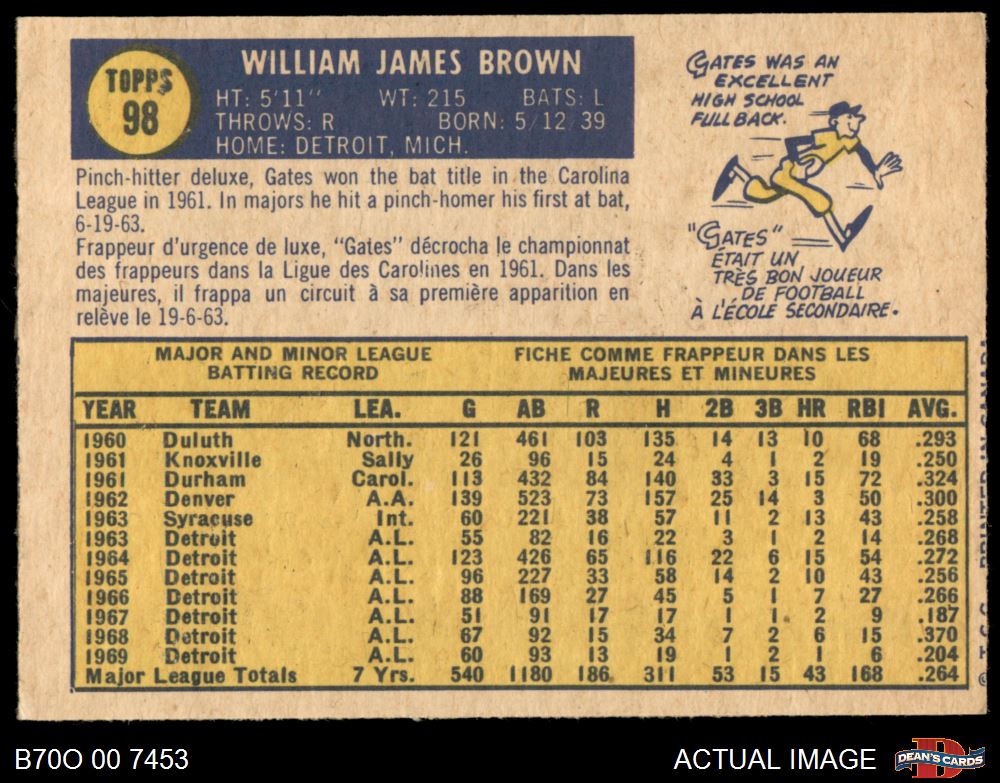 TOPPS
98
WILLIAM JAMES BROWN
HT: 5'11" WT: 215 BATS: L
THROWS: R BORN: 5/12/39
HOME: DETROIT, MICH.
GATES WAS AN
EXCELLENT
HIGH SCHOOL
FULLBACK.
Pinch-hitter deluxe, Gates won the bat title in the Carolina
League in 1961. In majors he hit a pinch-homer his first at bat,
6-19-63.
Frappeur d'urgence de luxe, "Gates" décrocha le championnat
des frappeurs dans la Ligue des Carolines en 1961. Dans les
majeures, il frappa un circuit à sa première apparition en
relève le 19-6-63.
"GATES"
ÉTAIT UN
TRÈS BON JOUEUR
DE FOOTBALL
À L'ÉCOLE SECONDAIRE.
MAJOR AND MINOR LEAGUE
BATTING RECORD
FICHE COMME FRAPPEUR DANS LES
MAJEURES ET MINEURES
YEAR TEAM LEA. G AB R H 2B 3B HR RBI AVG.
1960 Duluth North. 121 461 103 135 14 13 10 68 .293
1961 Knoxville Sally 26 96 15 24 4 1 2 19 .250
1961 Durham Carol. 113 432 84 140 33 3 15 72 .324
1962 Denver A.A. 139 523 73 157 25 14 3 50 .300
1963 Syracuse Int. 60 221 38 57 11 2 13 43 .258
1963 Detroit A.L. 55 82 16 22 3 1 2 14 .268
1964 Detroit A.L. 123 426 65 116 22 6 15 54 .272
1965 Detroit A.L. 96 227 33 58 14 2 10 43 .256
1966 Detroit A.L. 88 169 27 45 5 1 7 27 .266
1967 Detroit A.L. 51 91 17 17 1 1 2 9 .187
1968 Detroit A.L. 67 92 15 34 7 2 6 15 .370
1969 Detroit A.L. 60 93 13 19 1 2 1 6 .204
Major League Totals 7 Yrs. 540 1180 186 311 53 15 43 168 .264
B70O 00 7453
ACTUAL IMAGE
D
DEAN'S CARDS